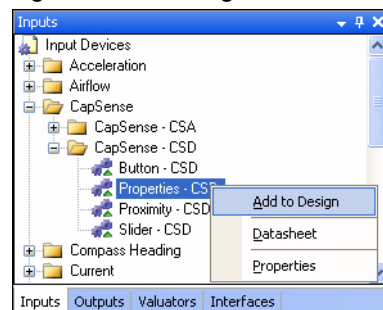 Inputs
Input Devices
Acceleration
Airflow
CapSense
CapSense - CSA
CapSense - CSD
Button - CSD
Properties - CSD
Add to Design
Proximity - CSD
Slider - CSD
Datasheet
Compass Heading
Current
Properties
Inputs Outputs Valuators Interfaces